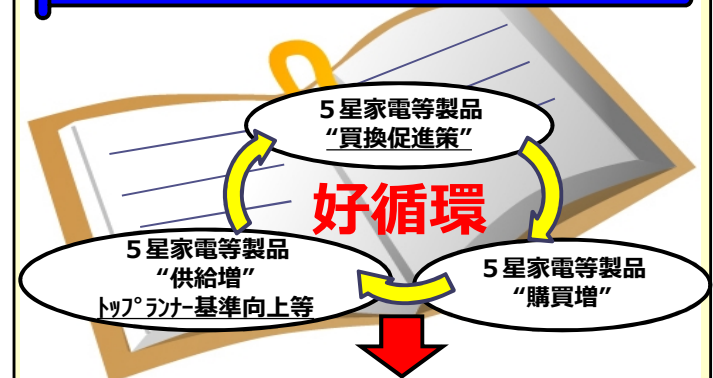 ５星家電等製品
“買換促進策”
好循環
５星家電等製品
“供給増”
ﾄｯﾌﾟﾗﾝﾅｰ基準向上等
５星家電等製品
“購買増”